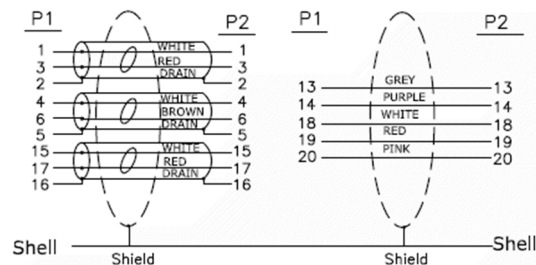 P1 P2
1 WHITE 1
3 RED 3
2 DRAIN 2
4 WHITE 4
6 BROWN 6
5 DRAIN 5
15 WHITE 15
17 RED 17
16 DRAIN 16
Shell Shield
P1 P2
13 GREY 13
14 PURPLE 14
18 WHITE 18
19 RED 19
20 PINK 20
Shield Shell